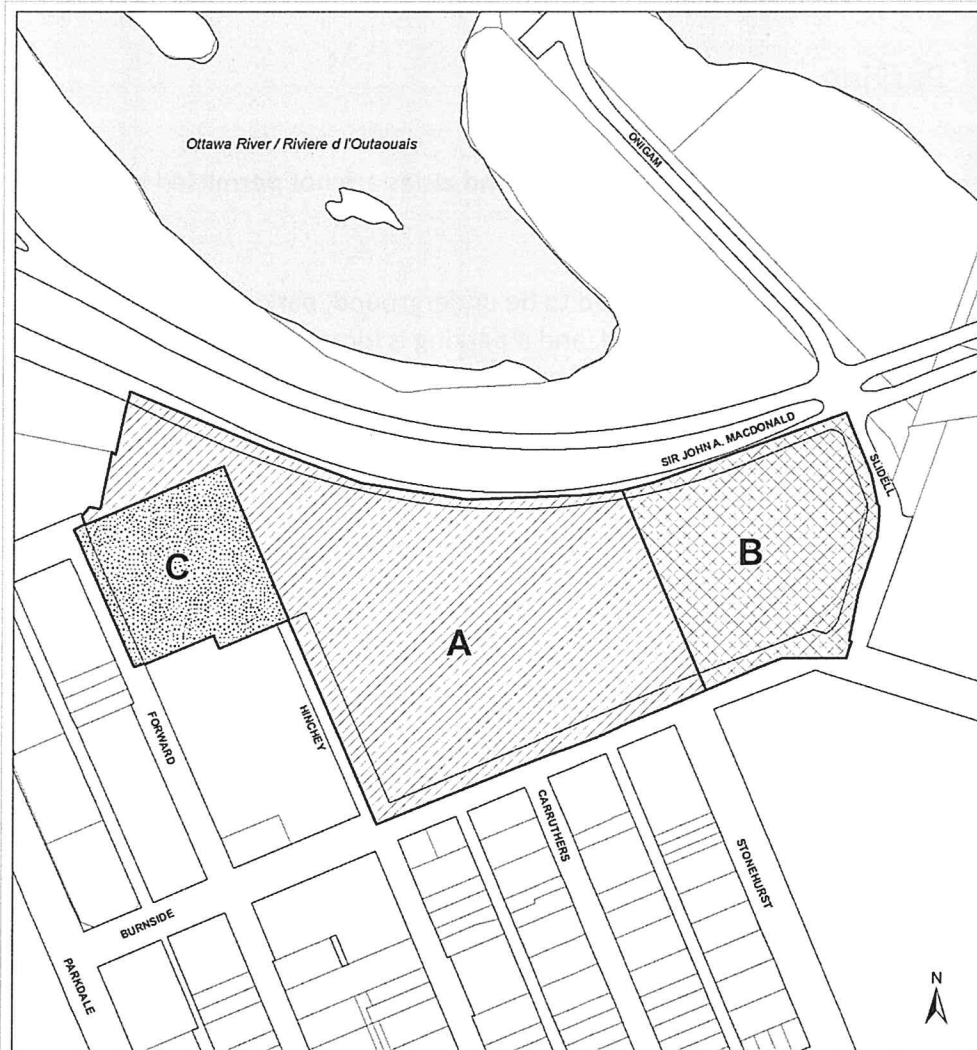 Ottawa River / Riviere d l'Outaouais
ONIGAM
SIR JOHN A. MACDONALD
SLIDELL
C
B
A
FORWARD
HINCHEY
CARRUTHERS
STONEHURST
BURNSIDE
PARKDALE
N